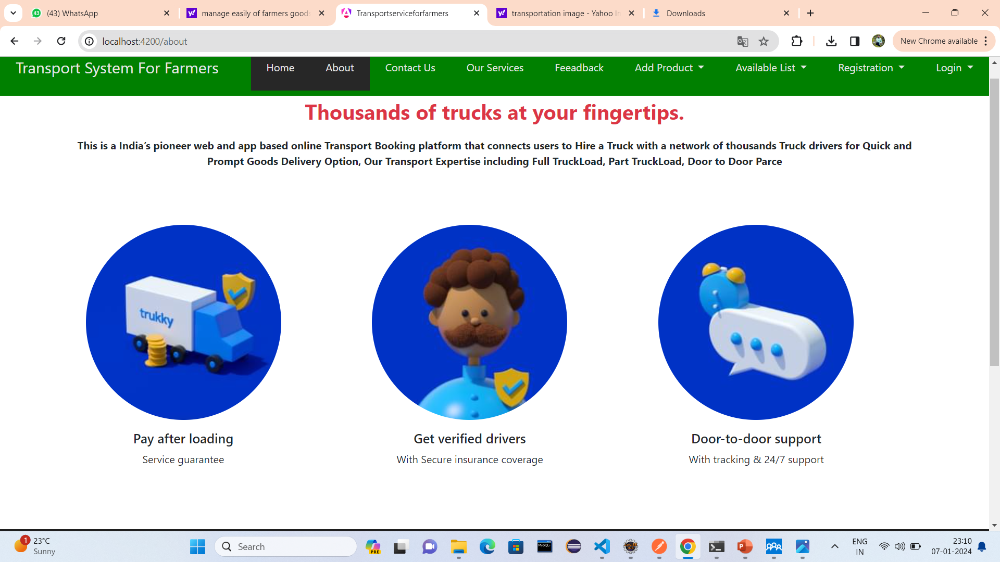 (43) WhatsApp
manage easily of farmers goods
Transportserviceforfarmers
transportation image - Yahoo In
Downloads
localhost:4200/about
New Chrome available
Transport System For Farmers
Home
About
Contact Us
Our Services
Feeadback
Add Product
Available List
Registration
Login
Thousands of trucks at your fingertips.
This is a India’s pioneer web and app based online Transport Booking platform that connects users to Hire a Truck with a network of thousands Truck drivers for Quick and
Prompt Goods Delivery Option, Our Transport Expertise including Full TruckLoad, Part TruckLoad, Door to Door Parce
trukky
Pay after loading
Service guarantee
Get verified drivers
With Secure insurance coverage
Door-to-door support
With tracking & 24/7 support
1
23°C
Sunny
Search
PRE
MySQL
ENG
IN
23:10
07-01-2024